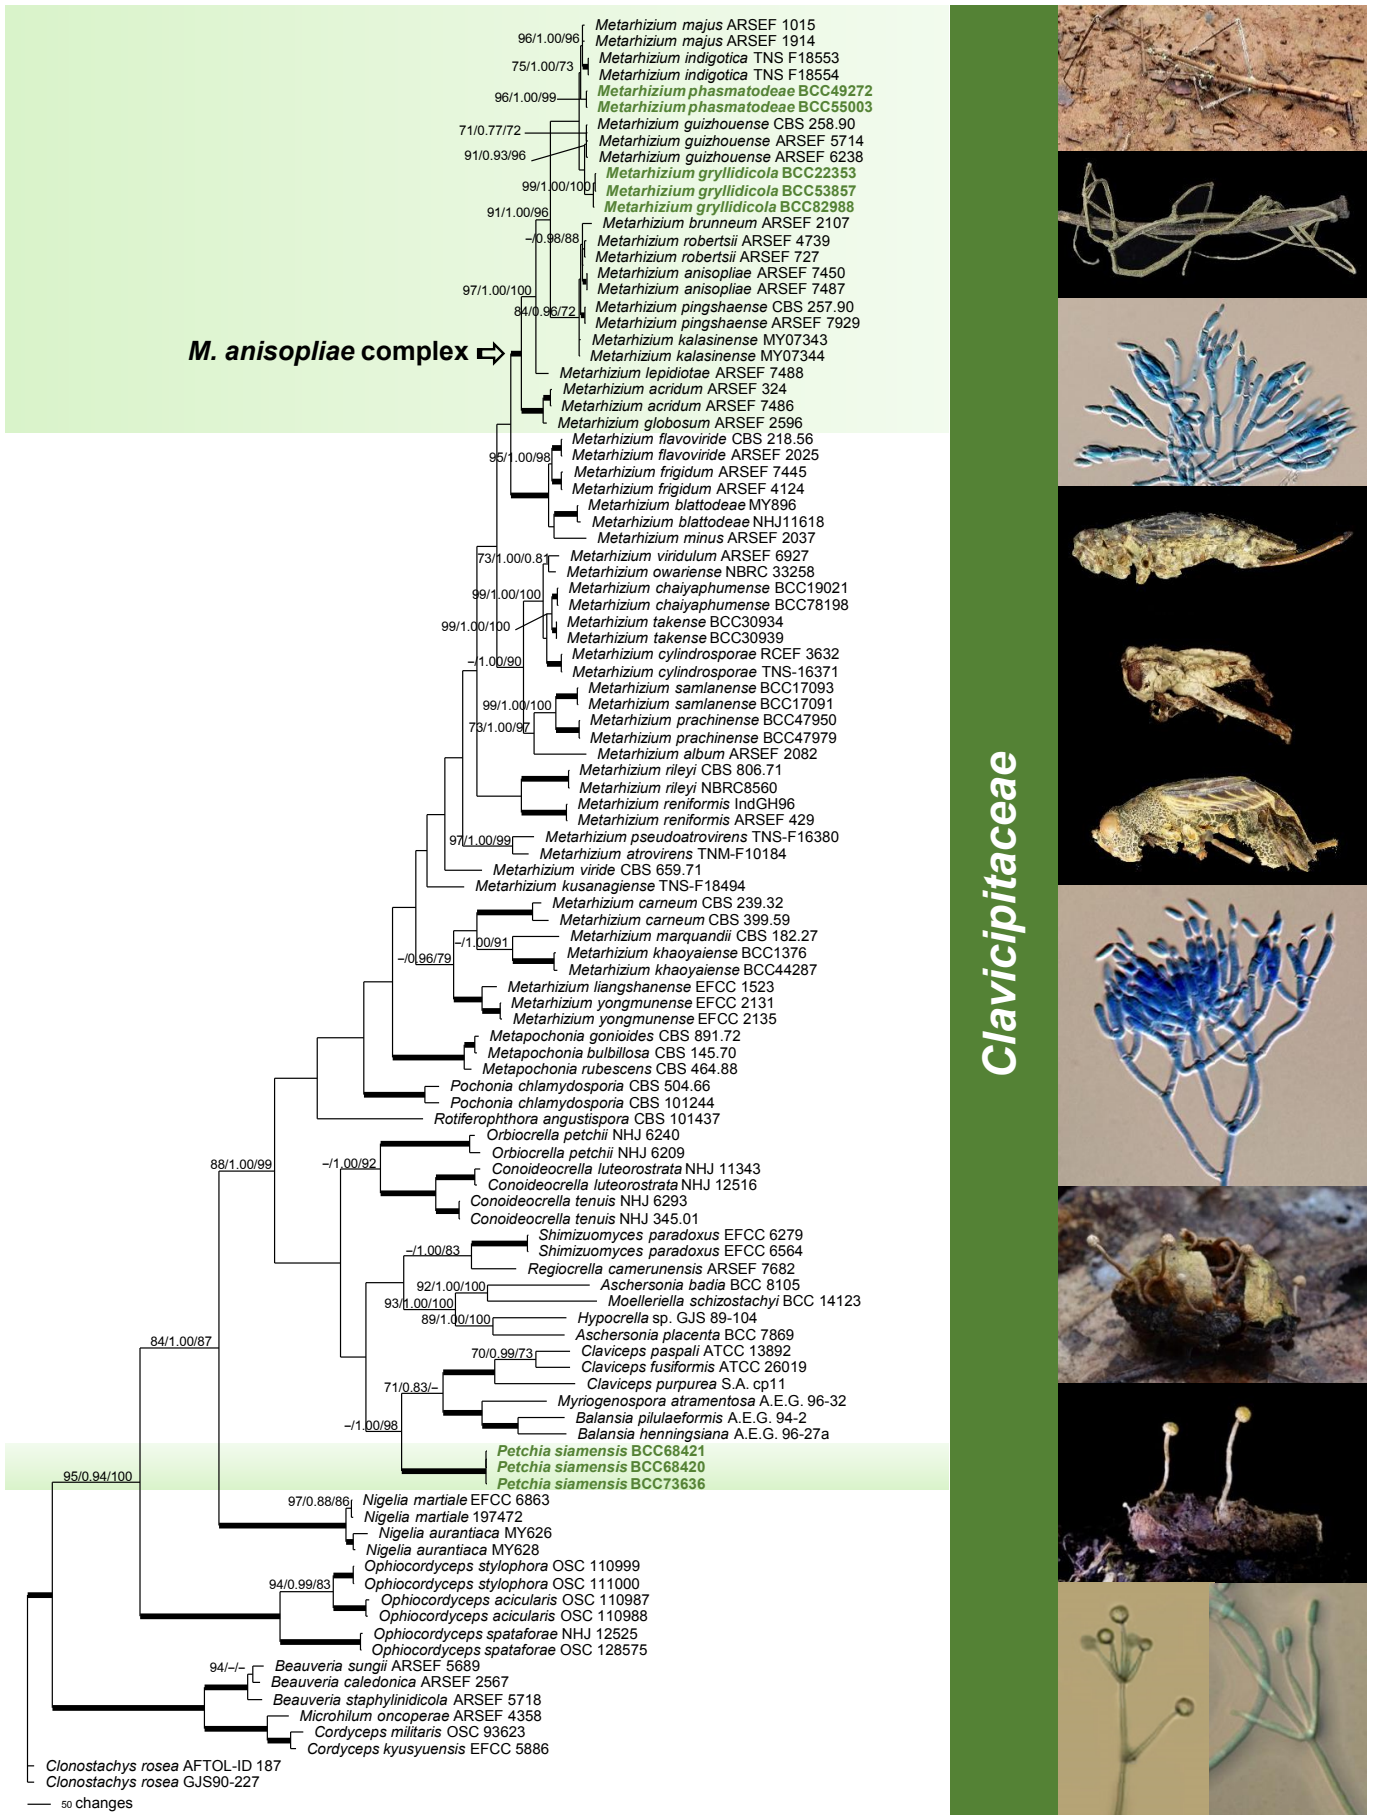 Metarhizium majus ARSEF 1015
96/1.00/96
Metarhizium majus ARSEF 1914
Metarhizium indigotica TNS F18553
75/1.00/73
Metarhizium indigotica TNS F18554
Metarhizium phasmatodeae BCC49272
96/1.00/99
Metarhizium phasmatodeae BCC55003
Metarhizium guizhouense CBS 258.90
71/0.77/72
Metarhizium guizhouense ARSEF 5714
91/0.93/96
Metarhizium guizhouense ARSEF 6238
Metarhizium gryllidicola BCC22353
99/1.00/100
Metarhizium gryllidicola BCC53857
Metarhizium gryllidicola BCC82988
91/1.00/96
Metarhizium brunneum ARSEF 2107
–/0.98/88
Metarhizium robertsii ARSEF 4739
Metarhizium robertsii ARSEF 727
Metarhizium anisopliae ARSEF 7450
Metarhizium anisopliae ARSEF 7487
97/1.00/100
Metarhizium pingshaense CBS 257.90
84/0.96/72
Metarhizium pingshaense ARSEF 7929
Metarhizium kalasinense MY07343
M. anisopliae complex
Metarhizium kalasinense MY07344
Metarhizium lepidiotae ARSEF 7488
Metarhizium acridum ARSEF 324
Metarhizium acridum ARSEF 7486
Metarhizium globosum ARSEF 2596
Metarhizium flavoviride CBS 218.56
95/1.00/98
Metarhizium flavoviride ARSEF 2025
Metarhizium frigidum ARSEF 7445
Metarhizium frigidum ARSEF 4124
Metarhizium blattodeae MY896
Metarhizium blattodeae NHJ11618
Metarhizium minus ARSEF 2037
73/1.00/0.81
Metarhizium viridulum ARSEF 6927
Metarhizium owariense NBRC 33258
Metarhizium chaiyaphumense BCC19021
99/1.00/100
Metarhizium chaiyaphumense BCC78198
99/1.00/100
Metarhizium takense BCC30934
Metarhizium takense BCC30939
Metarhizium cylindrosporae RCEF 3632
–/1.00/90
Metarhizium cylindrosporae TNS-16371
Metarhizium samlanense BCC17093
99/1.00/100
Metarhizium samlanense BCC17091
73/1.00/97
Metarhizium prachinense BCC47950
Metarhizium prachinense BCC47979
Metarhizium album ARSEF 2082
Metarhizium rileyi CBS 806.71
Metarhizium rileyi NBRC8560
Metarhizium reniformis IndGH96
Metarhizium reniformis ARSEF 429
97/1.00/99
Metarhizium pseudoatrovirens TNS-F16380
Metarhizium atrovirens TNM-F10184
Metarhizium viride CBS 659.71
Metarhizium kusanagiense TNS-F18494
Metarhizium carneum CBS 239.32
Metarhizium carneum CBS 399.59
–/1.00/91
Metarhizium marquandii CBS 182.27
–/0.96/79
Metarhizium khaoyaiense BCC1376
Metarhizium khaoyaiense BCC44287
Metarhizium liangshanense EFCC 1523
Metarhizium yongmunense EFCC 2131
Metarhizium yongmunense EFCC 2135
Metapochonia gonioides CBS 891.72
Metapochonia bulbillosa CBS 145.70
Metapochonia rubescens CBS 464.88
Pochonia chlamydosporia CBS 504.66
Pochonia chlamydosporia CBS 101244
Rotiferophthora angustispora CBS 101437
Orbiocrella petchii NHJ 6240
Orbiocrella petchii NHJ 6209
88/1.00/99
–/1.00/92
Conoideocrella luteorostrata NHJ 11343
Conoideocrella luteorostrata NHJ 12516
Conoideocrella tenuis NHJ 6293
Conoideocrella tenuis NHJ 345.01
Shimizuomyces paradoxus EFCC 6279
–/1.00/83
Shimizuomyces paradoxus EFCC 6564
Regiocrella camerunensis ARSEF 7682
92/1.00/100
Aschersonia badia BCC 8105
93/1.00/100
Moelleriella schizostachyi BCC 14123
89/1.00/100
Hypocrella sp. GJS 89-104
Aschersonia placenta BCC 7869
84/1.00/87
70/0.99/73
Claviceps paspali ATCC 13892
Claviceps fusiformis ATCC 26019
71/0.83/–
Claviceps purpurea S.A. cp11
Myriogenospora atramentosa A.E.G. 96-32
–/1.00/98
Balansia pilulaeformis A.E.G. 94-2
Balansia henningsiana A.E.G. 96-27a
Petchia siamensis BCC68421
Petchia siamensis BCC68420
95/0.94/100
Petchia siamensis BCC73636
97/0.88/86
Nigelia martiale EFCC 6863
Nigelia martiale 197472
Nigelia aurantiaca MY626
Nigelia aurantiaca MY628
Ophiocordyceps stylophora OSC 110999
94/0.99/83
Ophiocordyceps stylophora OSC 111000
Ophiocordyceps acicularis OSC 110987
Ophiocordyceps acicularis OSC 110988
Ophiocordyceps spataforae NHJ 12525
Ophiocordyceps spataforae OSC 128575
94/–/–
Beauveria sungii ARSEF 5689
Beauveria caledonica ARSEF 2567
Beauveria staphylinidicola ARSEF 5718
Microhilum oncoperae ARSEF 4358
Cordyceps militaris OSC 93623
Cordyceps kyusyuensis EFCC 5886
Clonostachys rosea AFTOL-ID 187
Clonostachys rosea GJS90-227
50 changes
Clavicipitaceae